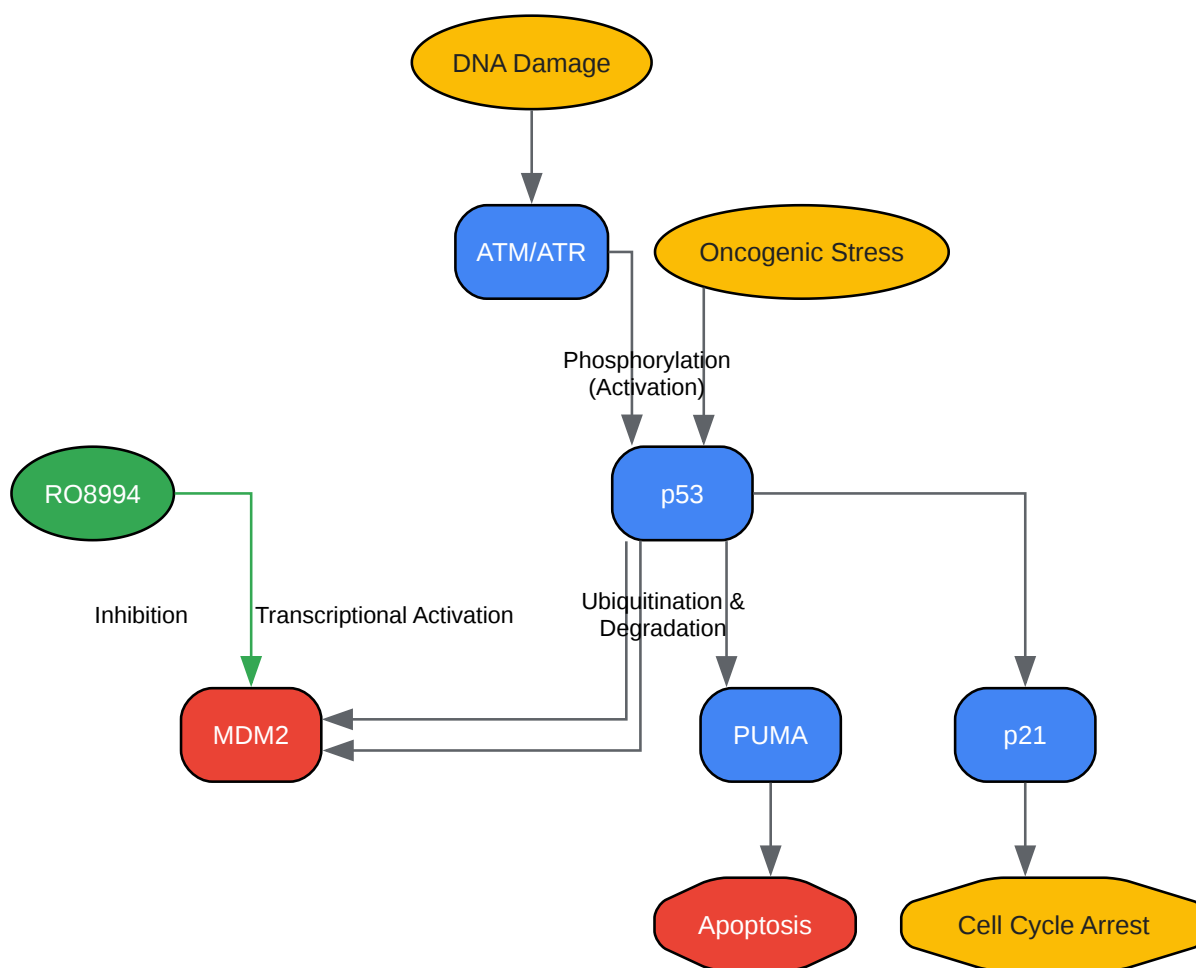 DNA Damage
ATM/ATR
Oncogenic Stress
Phosphorylation
(Activation)
RO8994
p53
Inhibition
Transcriptional Activation
Ubiquitination &
Degradation
MDM2
PUMA
p21
Apoptosis
Cell Cycle Arrest